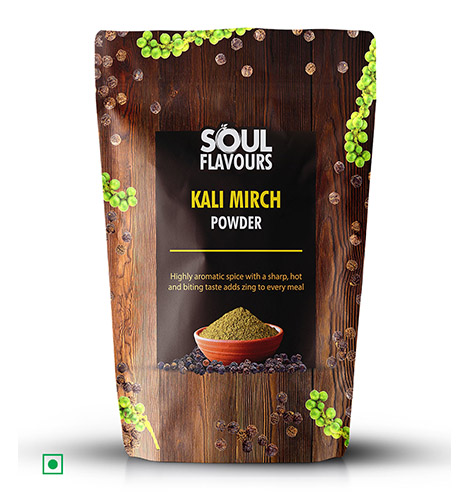 SOUL
FLAVOURS
KALI MIRCH
POWDER
Highly aromatic spice with a sharp, hot
and biting taste adds zing to every meal